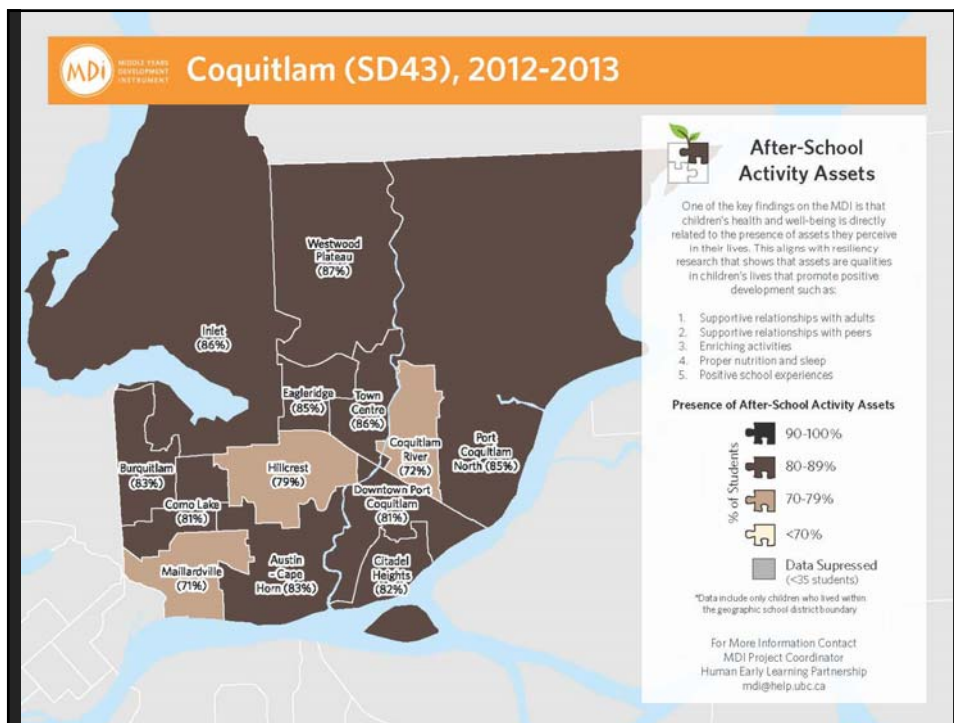 MDi
MIDDLE YEARS
DEVELOPMENT
INSTRUMENT
Coquitlam (SD43), 2012-2013
After-School
Activity Assets
One of the key findings on the MDI is that
children's health and well-being is directly
related to the presence of assets they perceive
in their lives. This aligns with resiliency
research that shows that assets are qualities
in children's lives that promote positive
development such as:
1. Supportive relationships with adults
2. Supportive relationships with peers
3. Enriching activities
4. Proper nutrition and sleep
5. Positive school experiences
Presence of After-School Activity Assets
% of Students
90-100%
80-89%
70-79%
<70%
Data Supressed
(<35 students)
*Data include only children who lived within
the geographic school district boundary
For More Information Contact
MDI Project Coordinator
Human Early Learning Partnership
mdi@help.ubc.ca
Westwood
Plateau
(87%)
Inlet
(86%)
Eagleridge
(85%)
Town
Centre
(86%)
Coquitlam
River
(72%)
Port
Coquitlam
North (85%)
Burquitlam
(83%)
Hillcrest
(79%)
Como Lake
(81%)
Downtown Port
Coquitlam
(81%)
Maillardville
(71%)
Austin
- Cape
Horn (83%)
Citadel
Heights
(82%)